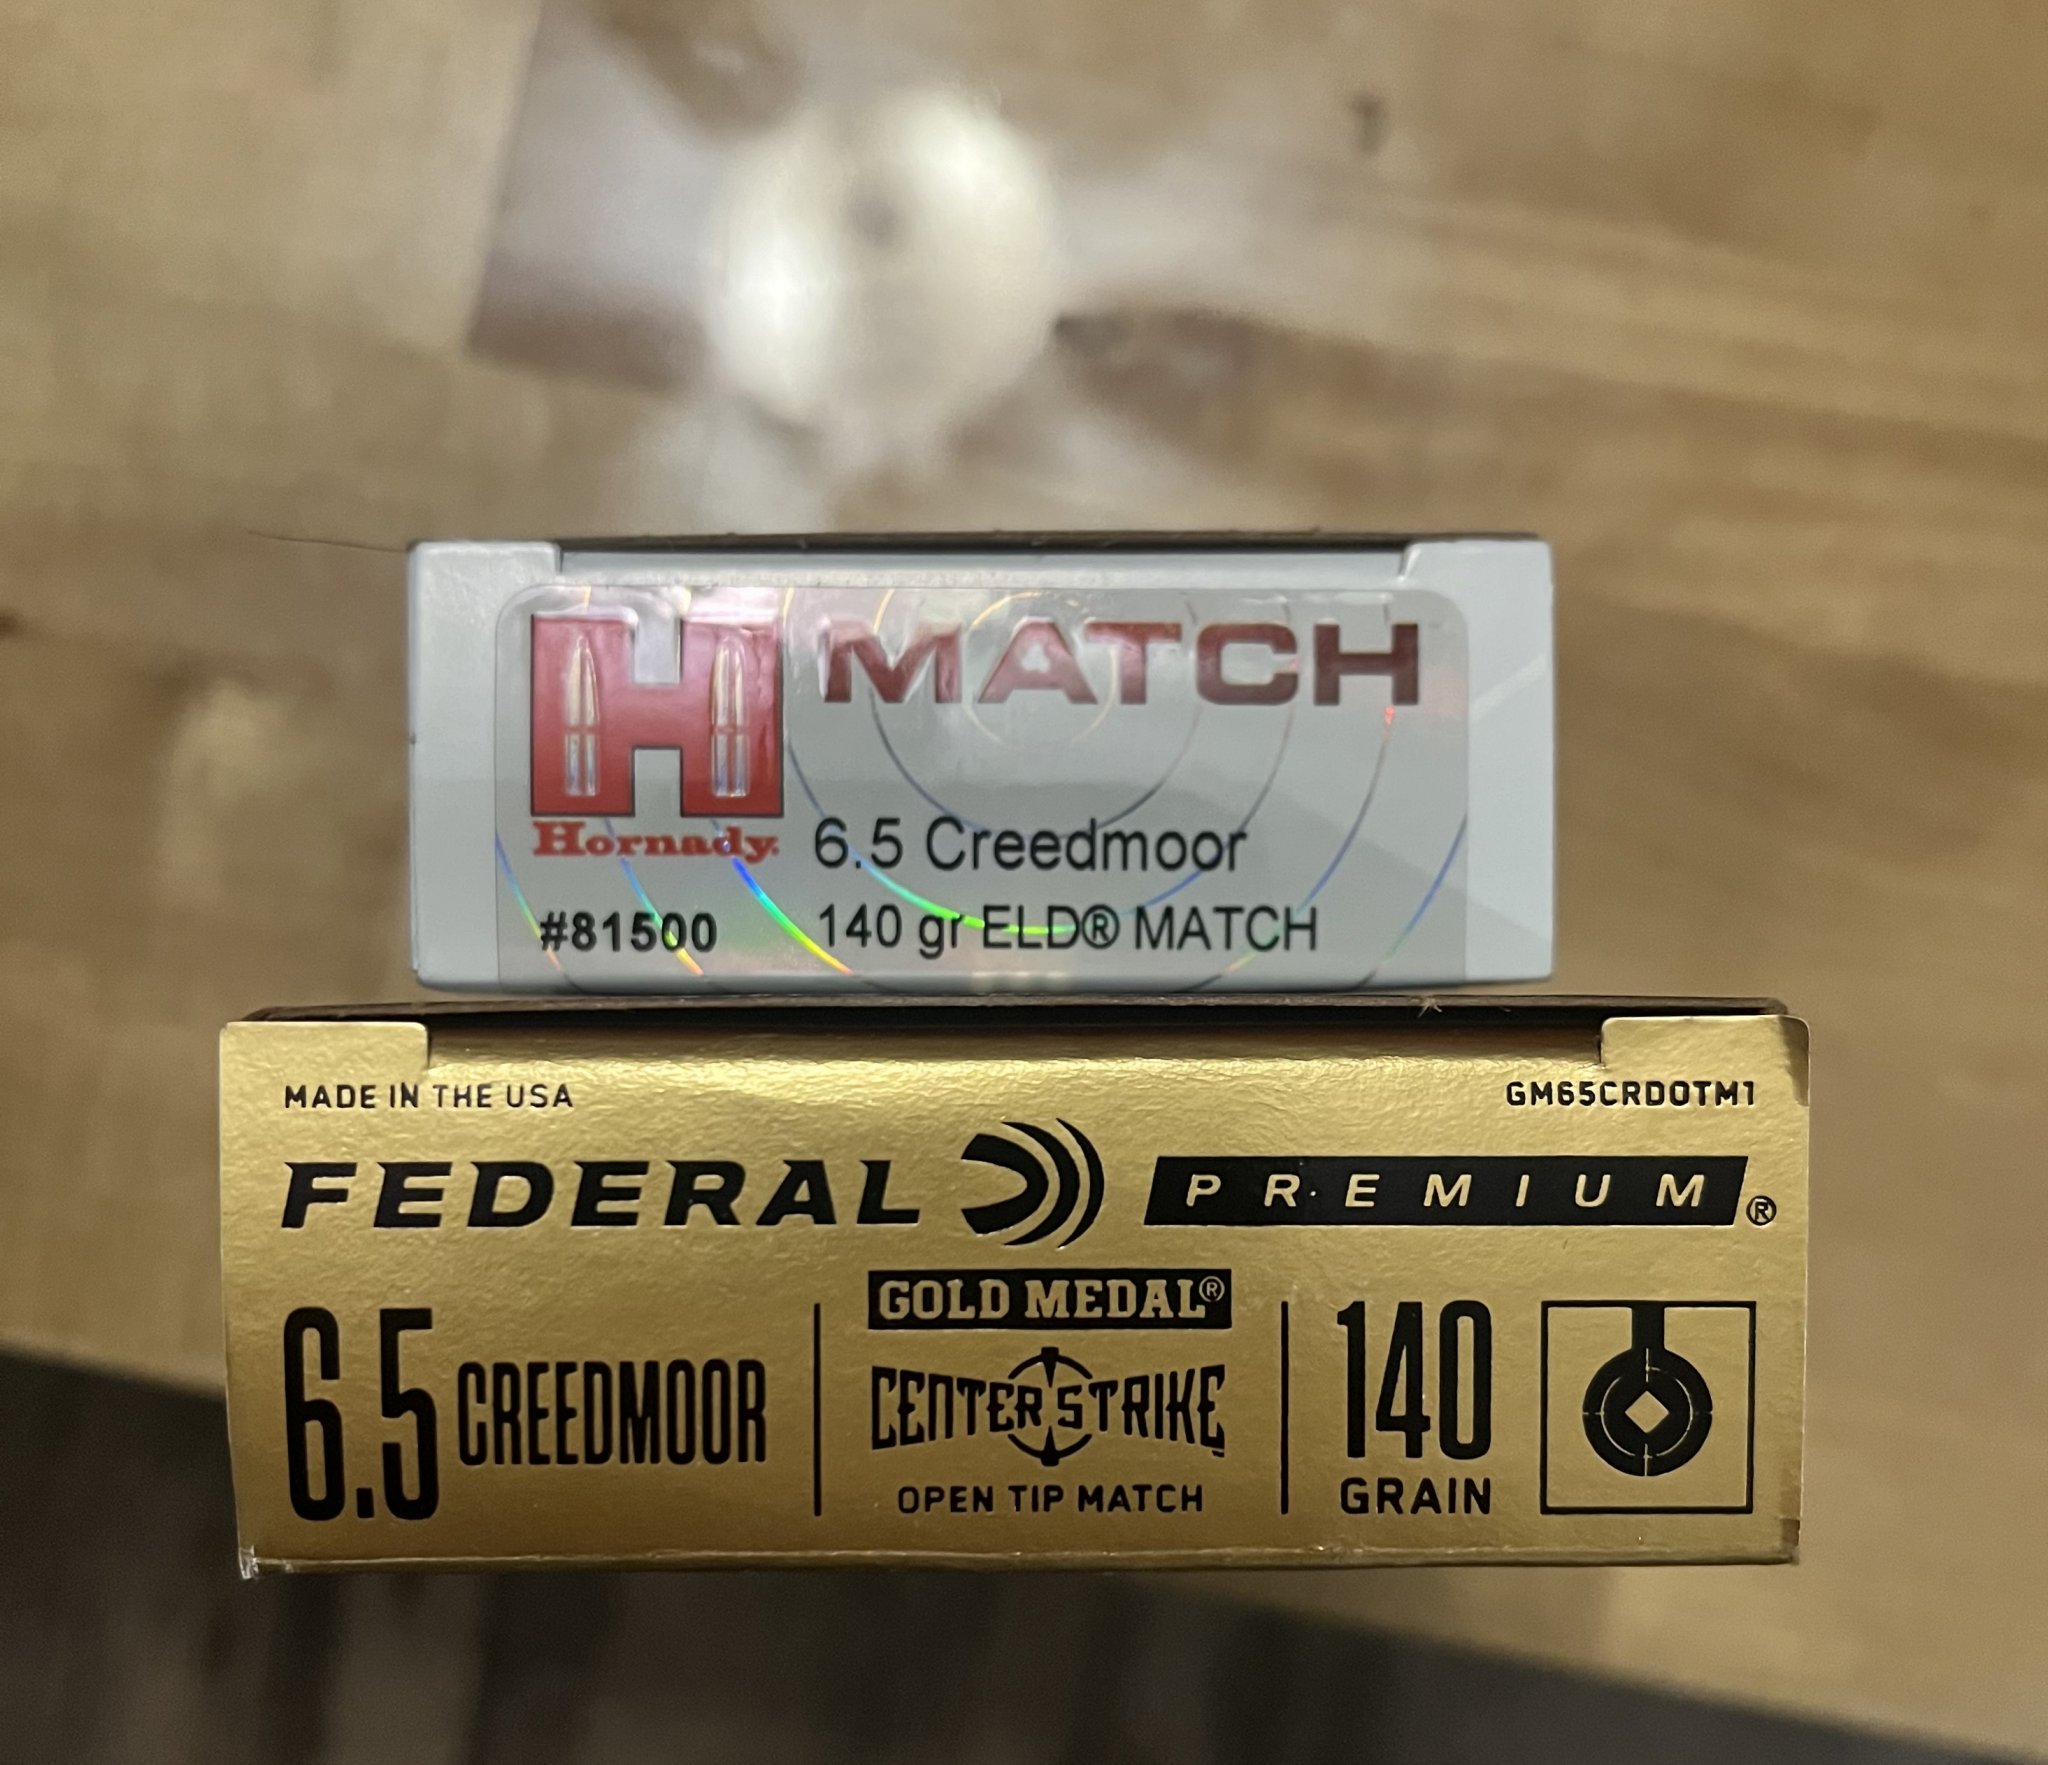 MATCH
Hornady
6.5 Creedmoor
#81500 140 gr ELD® MATCH
MADE IN THE USA GM65CRDOTM1
FEDERAL PREMIUM®
GOLD MEDAL®
6.5 CREEDMOOR CENTER STRIKE 140
OPEN TIP MATCH GRAIN